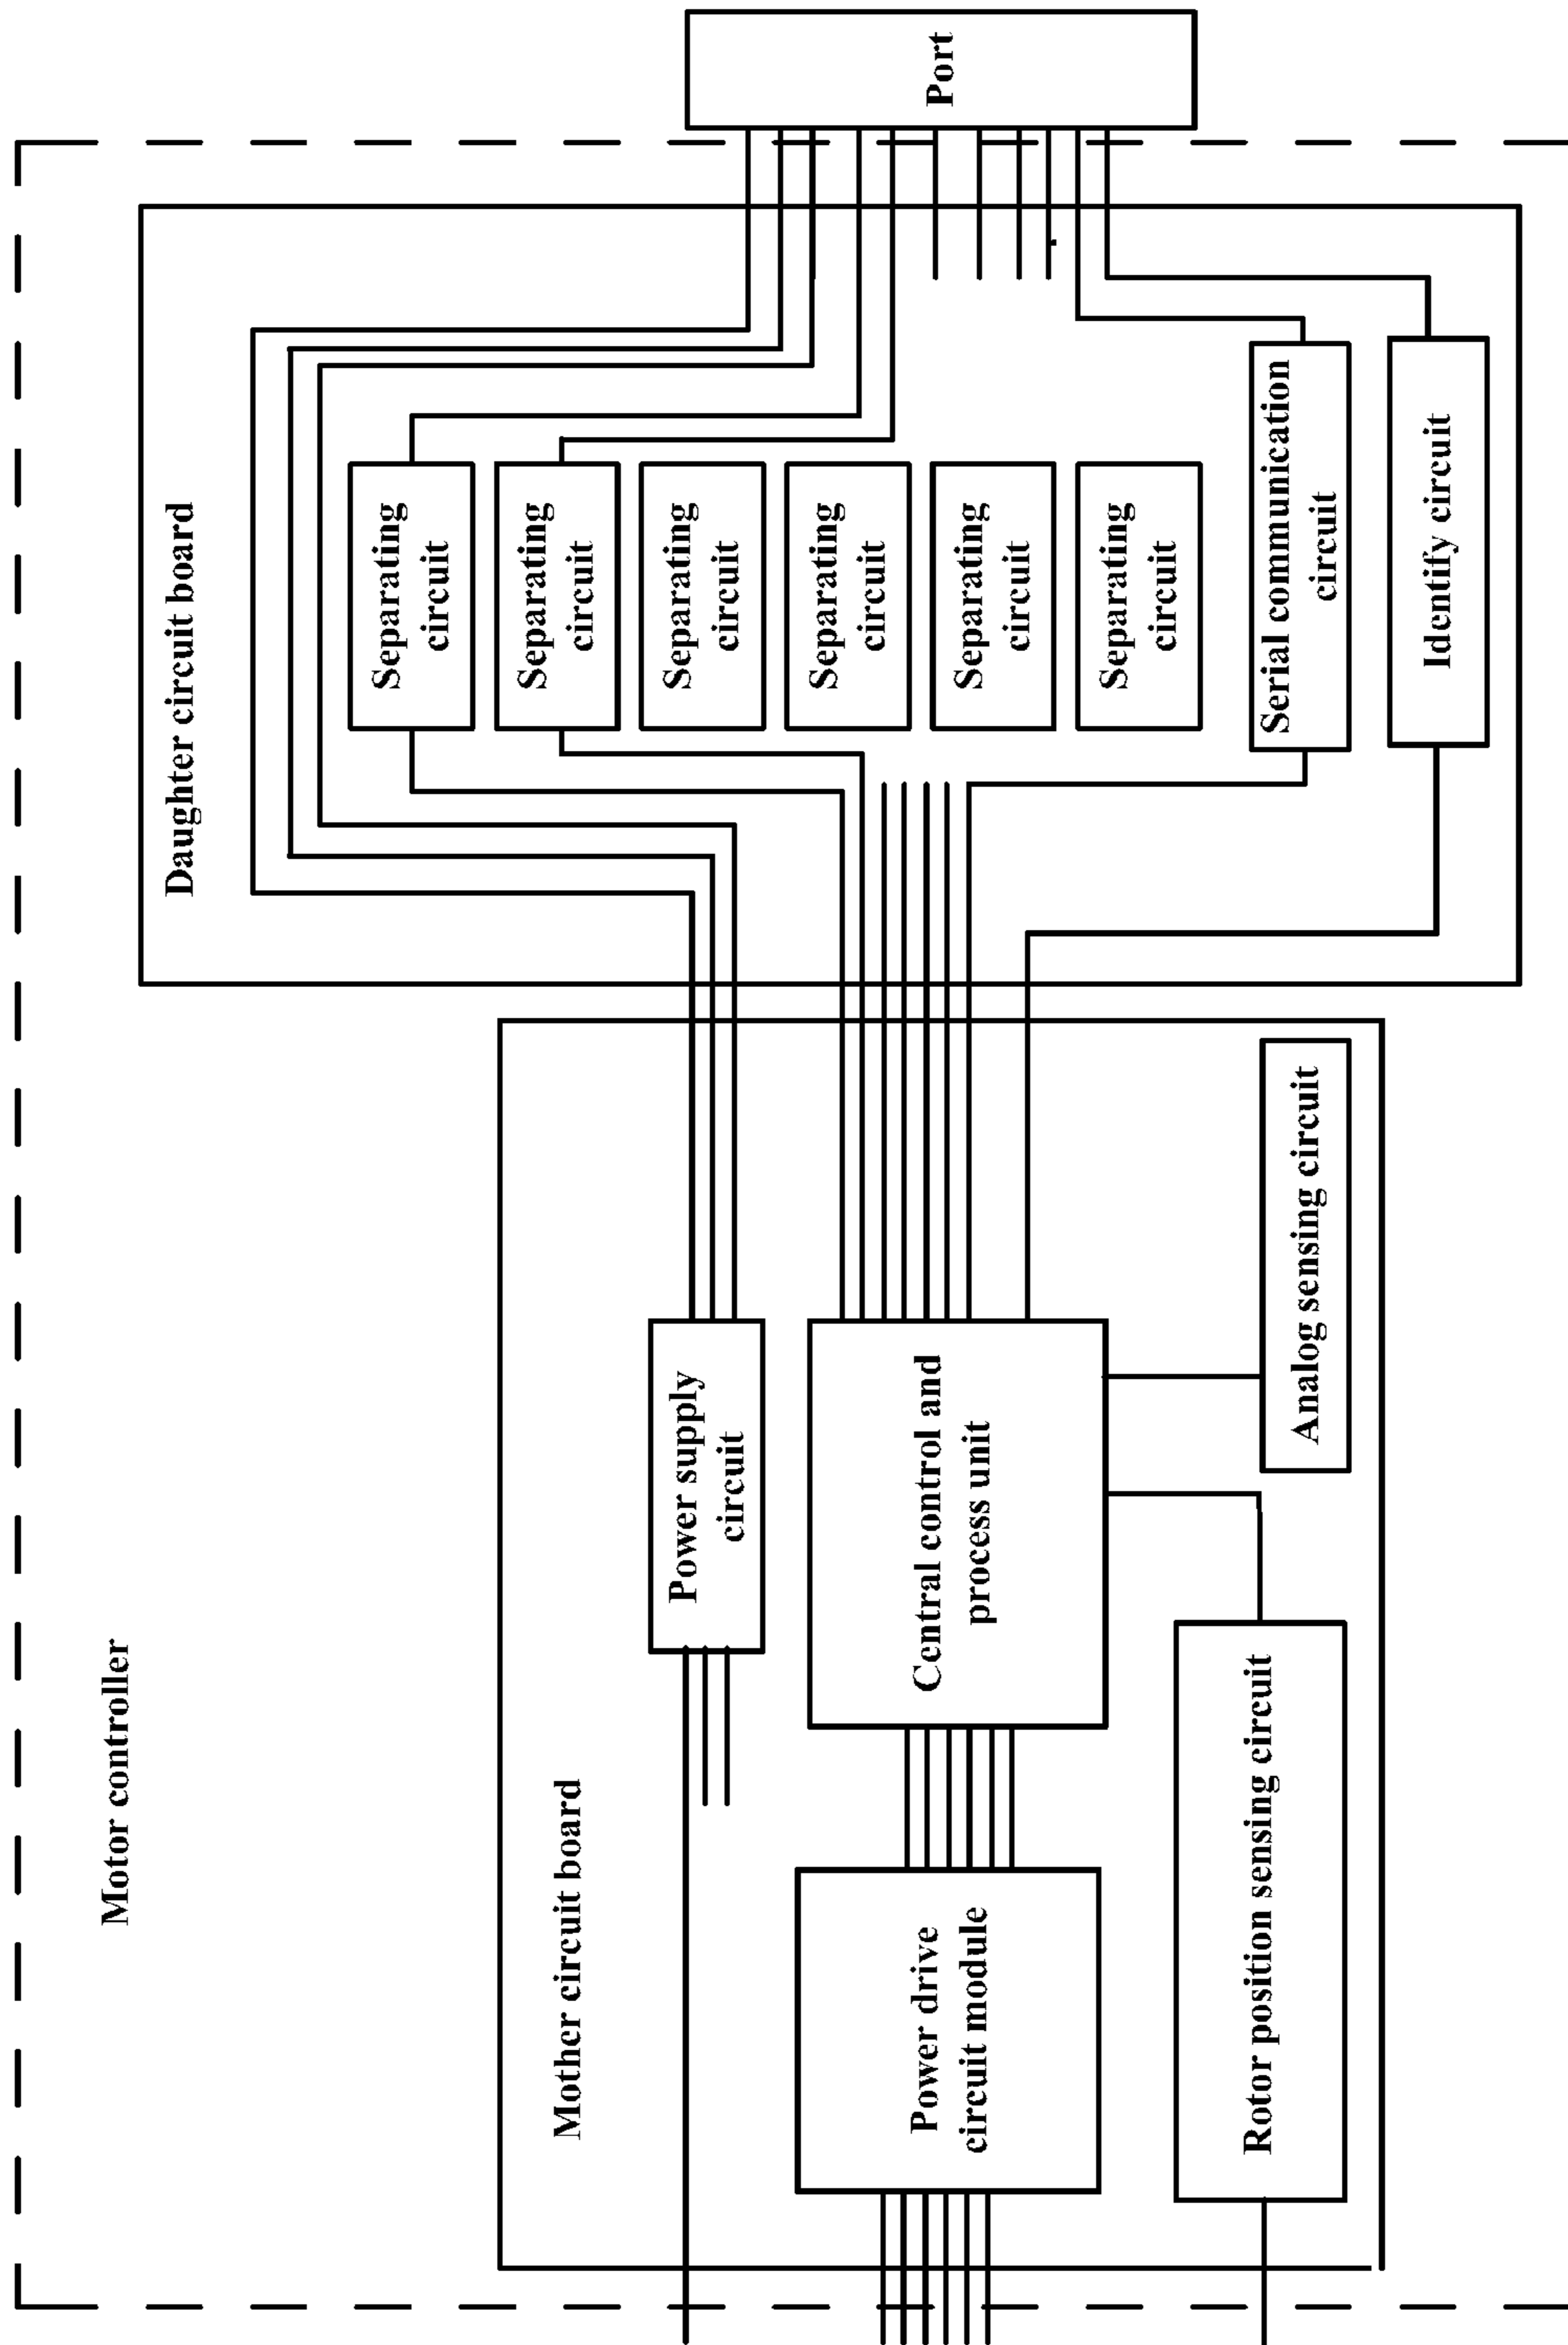 Motor controller
Mother circuit board
Power supply
circuit
Power drive
circuit module
Central control and
process unit
Rotor position sensing circuit
Analog sensing circuit
Daughter circuit board
Separating
circuit
Separating
circuit
Separating
circuit
Separating
circuit
Separating
circuit
Separating
circuit
Serial communication
circuit
Identify circuit
Port